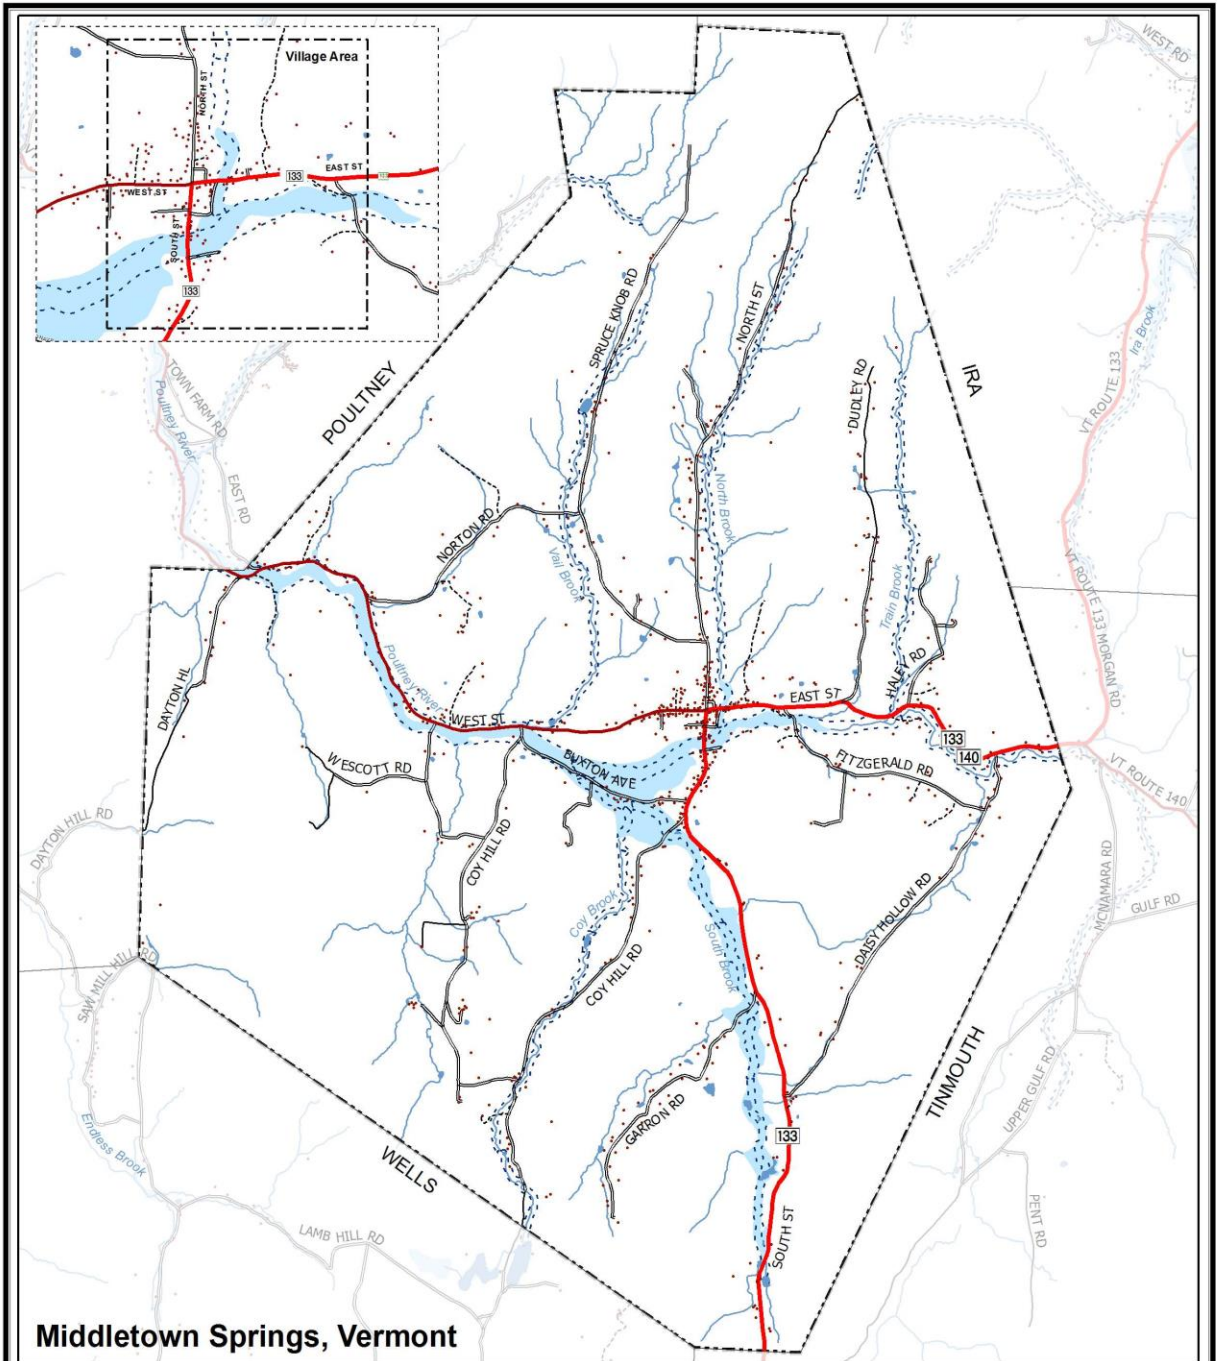 Village Area
NORTH ST
EAST ST
133
WEST ST
SOUTH ST
133
WEST RD
SPRUCE KNOB RD
NORTH ST
Ira Brook
VT ROUTE 133
TOWN FARM RD
Poultney River
POULTNEY
DUDLEY RD
IRA
EAST RD
NORTON RD
North Brook
Vail Brook
Train Brook
VT ROUTE 133 MORGAN RD
DAYTON HL
Poultney River
HALEY RD
EAST ST
WEST ST
133
140
WESCOTT RD
BUXTON AVE
FITZGERALD RD
VT ROUTE 140
DAYTON HILL RD
COY HILL RD
MCNAMARA RD
GULF RD
DAISY HOLLOW RD
Coy Brook
South Brook
COY HILL RD
SAW MILL HILL RD
TINMOUTH
UPPER GULF RD
GARRON RD
Endless Brook
133
WELLS
PENT RD
LAMB HILL RD
SOUTH ST
Middletown Springs, Vermont